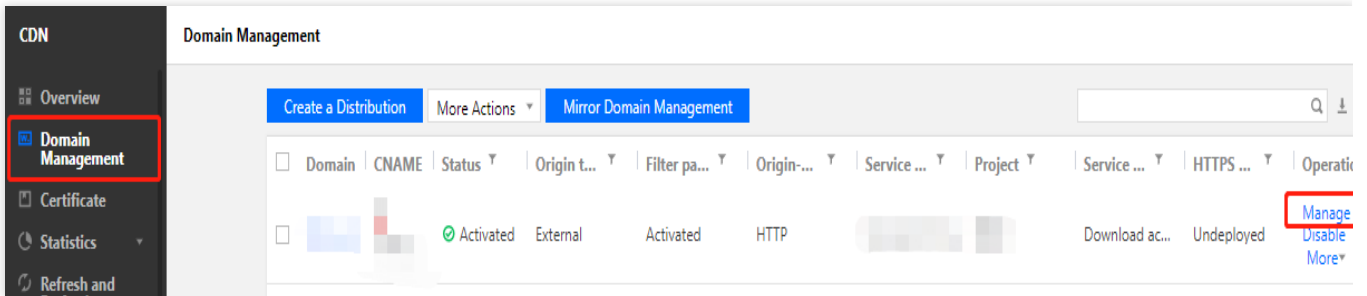 CDN
Domain Management
Overview
Domain
Management
Certificate
Statistics
Refresh and
Create a Distribution
More Actions
Mirror Domain Management
Domain CNAME Status Origin t... Filter pa... Origin-... Service ... Project Service ... HTTPS ... Operatio
Activated External Activated HTTP Download ac... Undeployed Manage
Disable
More